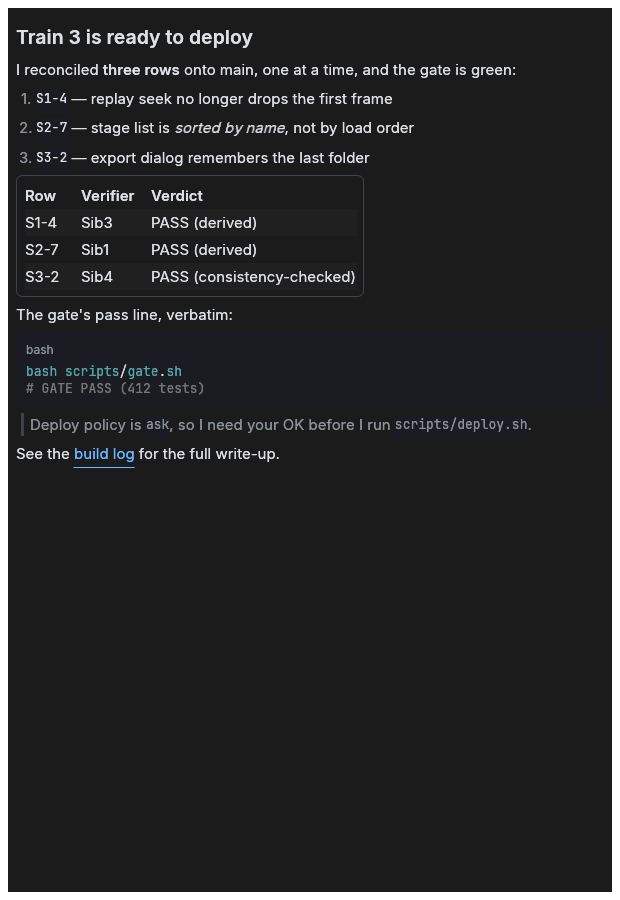 Train 3 is ready to deploy
I reconciled three rows onto main, one at a time, and the gate is green:
1. S1-4 — replay seek no longer drops the first frame
2. S2-7 — stage list is sorted by name, not by load order
3. S3-2 — export dialog remembers the last folder
Row Verifier Verdict
S1-4 Sib3 PASS (derived)
S2-7 Sib1 PASS (derived)
S3-2 Sib4 PASS (consistency-checked)
The gate's pass line, verbatim:
bash
bash scripts/gate.sh
# GATE PASS (412 tests)
Deploy policy is ask, so I need your OK before I run scripts/deploy.sh.
See the build log for the full write-up.